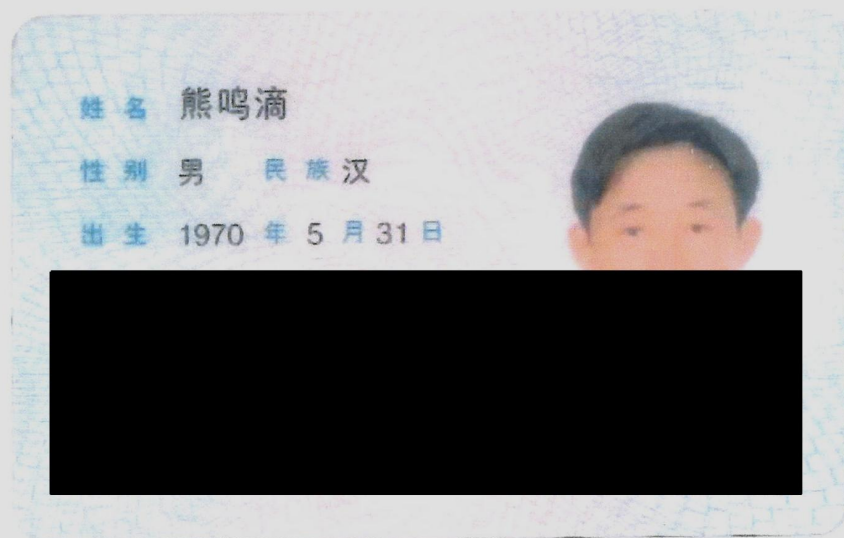 姓名 熊鸣滴
性别 男 民族 汉
出生 1970 年 5 月 31 日